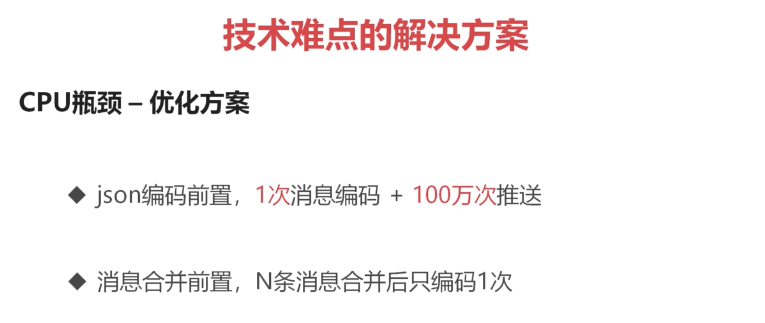 技术难点的解决方案
CPU瓶颈 – 优化方案
◆ json编码前置，1次消息编码 + 100万次推送
◆ 消息合并前置，N条消息合并后只编码1次